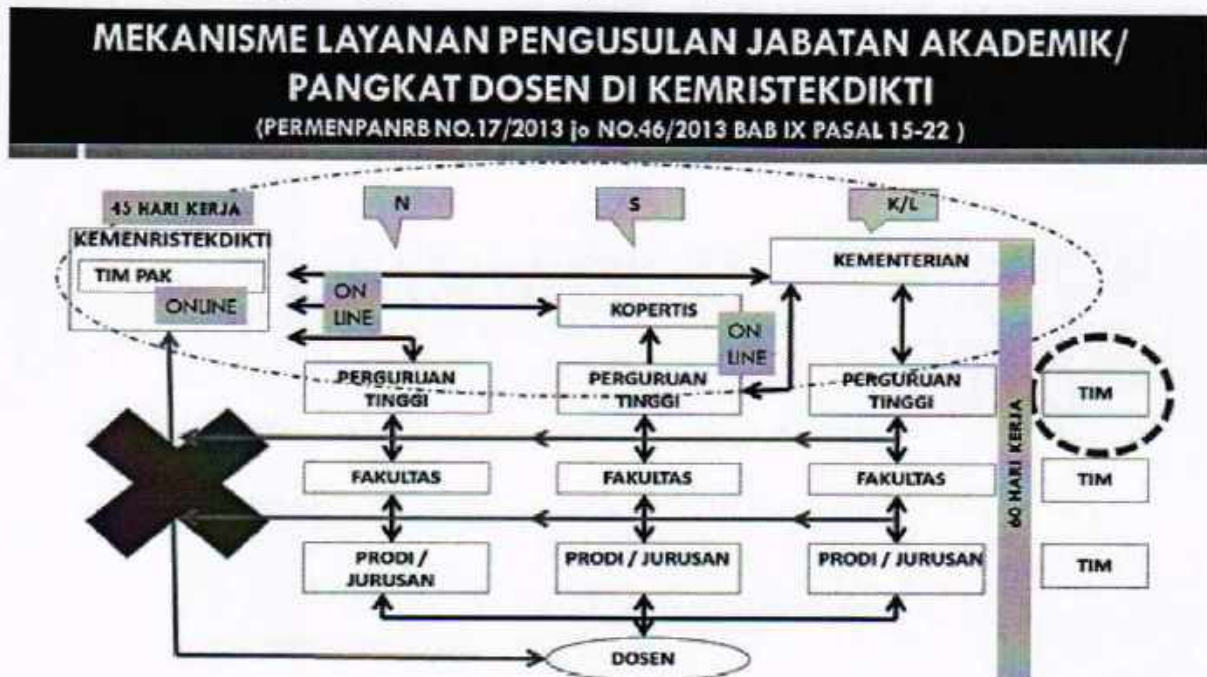 MEKANISME LAYANAN PENGUSULAN JABATAN AKADEMIK/
PANGKAT DOSEN DI KEMRISTEKDIKTI
(PERMENPANRB NO.17/2013 jo NO.46/2013 BAB IX PASAL 15-22 )
45 HARI KERJA
N
S
K/L
KEMENRISTEKDIKTI
TIM PAK
ONLINE
ON
LINE
KEMENTERIAN
KOPERTIS
ON
LINE
PERGURUAN
TINGGI
PERGURUAN
TINGGI
PERGURUAN
TINGGI
TIM
FAKULTAS
FAKULTAS
FAKULTAS
60 HARI KERJA
TIM
PRODI /
JURUSAN
PRODI / JURUSAN
PRODI / JURUSAN
TIM
DOSEN